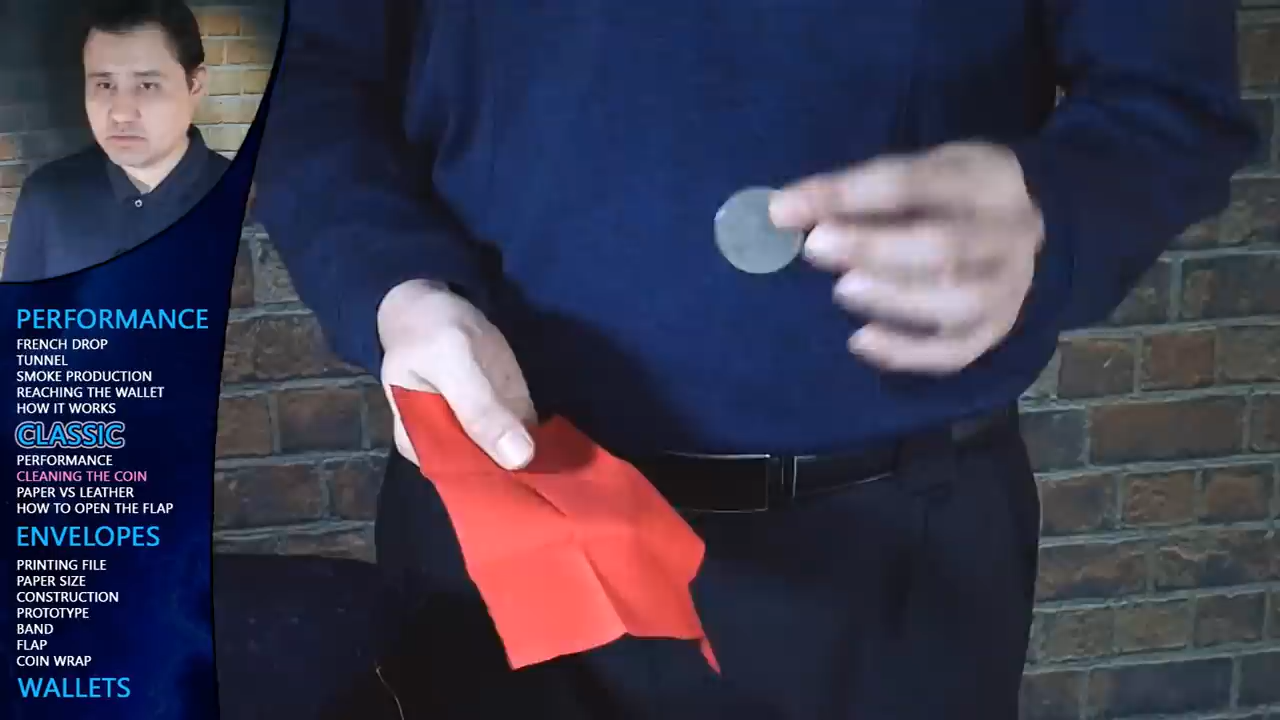 PERFORMANCE
FRENCH DROP
TUNNEL
SMOKE PRODUCTION
REACHING THE WALLET
HOW IT WORKS
CLASSIC
PERFORMANCE
CLEANING THE COIN
PAPER VS LEATHER
HOW TO OPEN THE FLAP
ENVELOPES
PRINTING FILE
PAPER SIZE
CONSTRUCTION
PROTOTYPE
BAND
FLAP
COIN WRAP
WALLETS